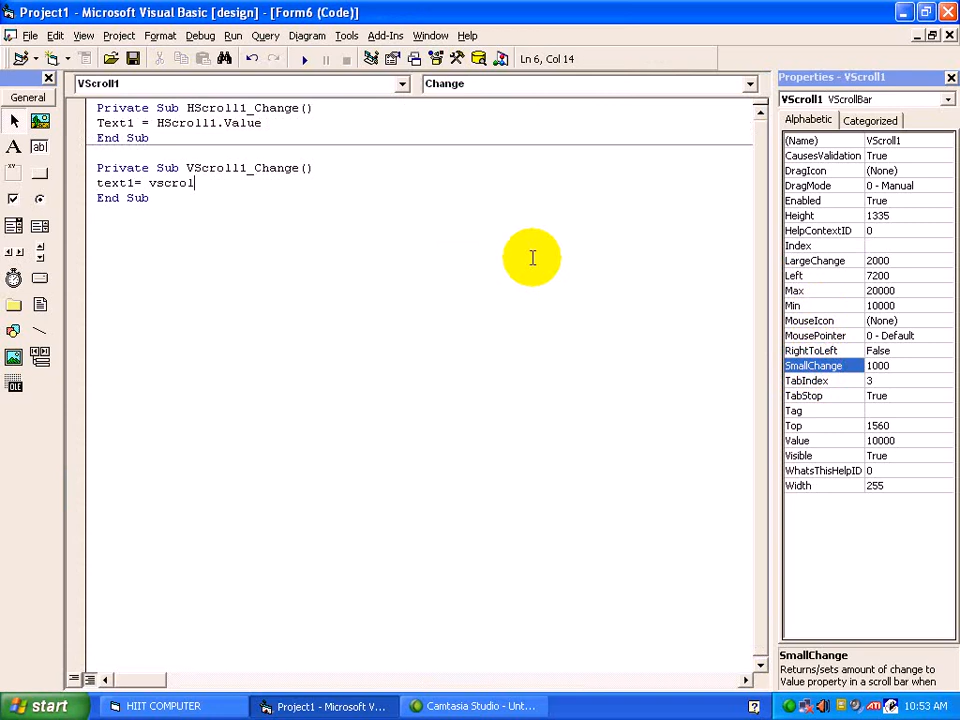 Project1 - Microsoft Visual Basic [design] - [Form6 (Code)]
File Edit View Project Format Debug Run Query Diagram Tools Add-Ins Window Help
Ln 6, Col 14
General
VScroll1
Change
Private Sub HScroll1_Change()
Text1 = HScroll1.Value
End Sub
Private Sub VScroll1_Change()
text1= vscrol
End Sub
Properties - VScroll1
VScroll1 VScrollBar
Alphabetic Categorized
(Name) VScroll1
CausesValidation True
DragIcon (None)
DragMode 0 - Manual
Enabled True
Height 1335
HelpContextID 0
Index
LargeChange 2000
Left 7200
Max 20000
Min 10000
MouseIcon (None)
MousePointer 0 - Default
RightToLeft False
SmallChange 1000
TabIndex 3
TabStop True
Tag
Top 1560
Value 10000
Visible True
WhatsThisHelpID 0
Width 255
SmallChange
Returns/sets amount of change to
Value property in a scroll bar when
start
HIIT COMPUTER
Project1 - Microsoft V...
Camtasia Studio - Unt...
10:53 AM